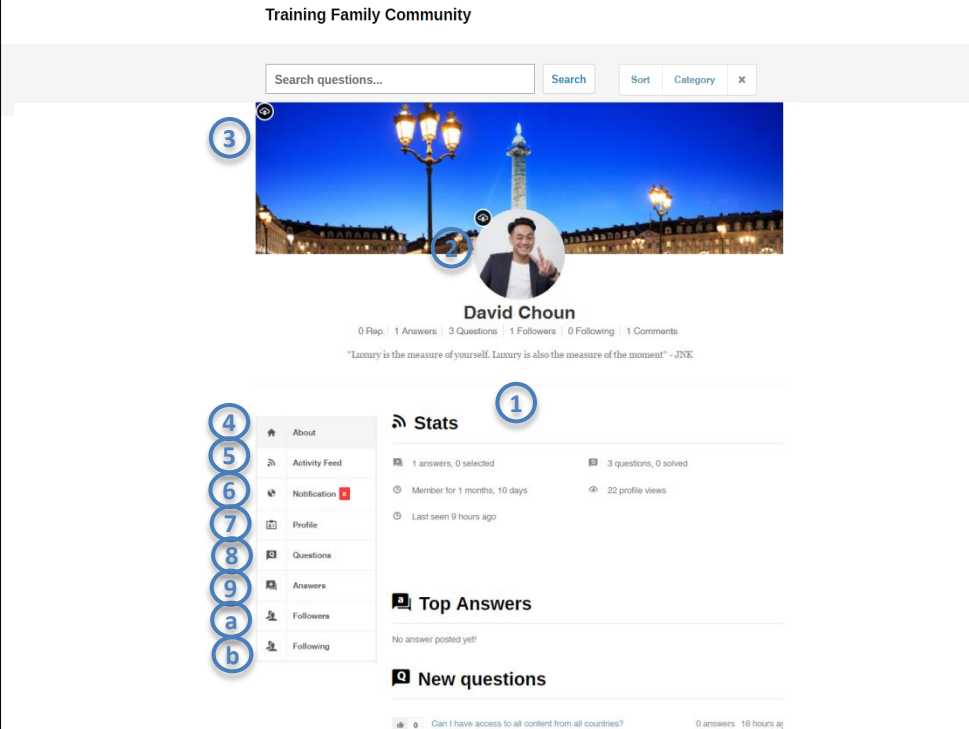 Training Family Community
Search questions... Search Sort Category ×
3
2
David Choun
0 Rep. 1 Answers 3 Questions 1 Followers 0 Following 1 Comments
"Luxury is the measure of yourself. Luxury is also the measure of the moment" - JNK
1
4 About
5 Activity Feed
6 Notification 6
7 Profile
8 Questions
9 Answers
a Followers
b Following
Stats
1 answers, 0 selected 3 questions, 0 solved
Member for 1 months, 10 days 22 profile views
Last seen 9 hours ago
a Top Answers
No answer posted yet!
Q New questions
0 Can I have access to all content from all countries? 0 answers 18 hours ag